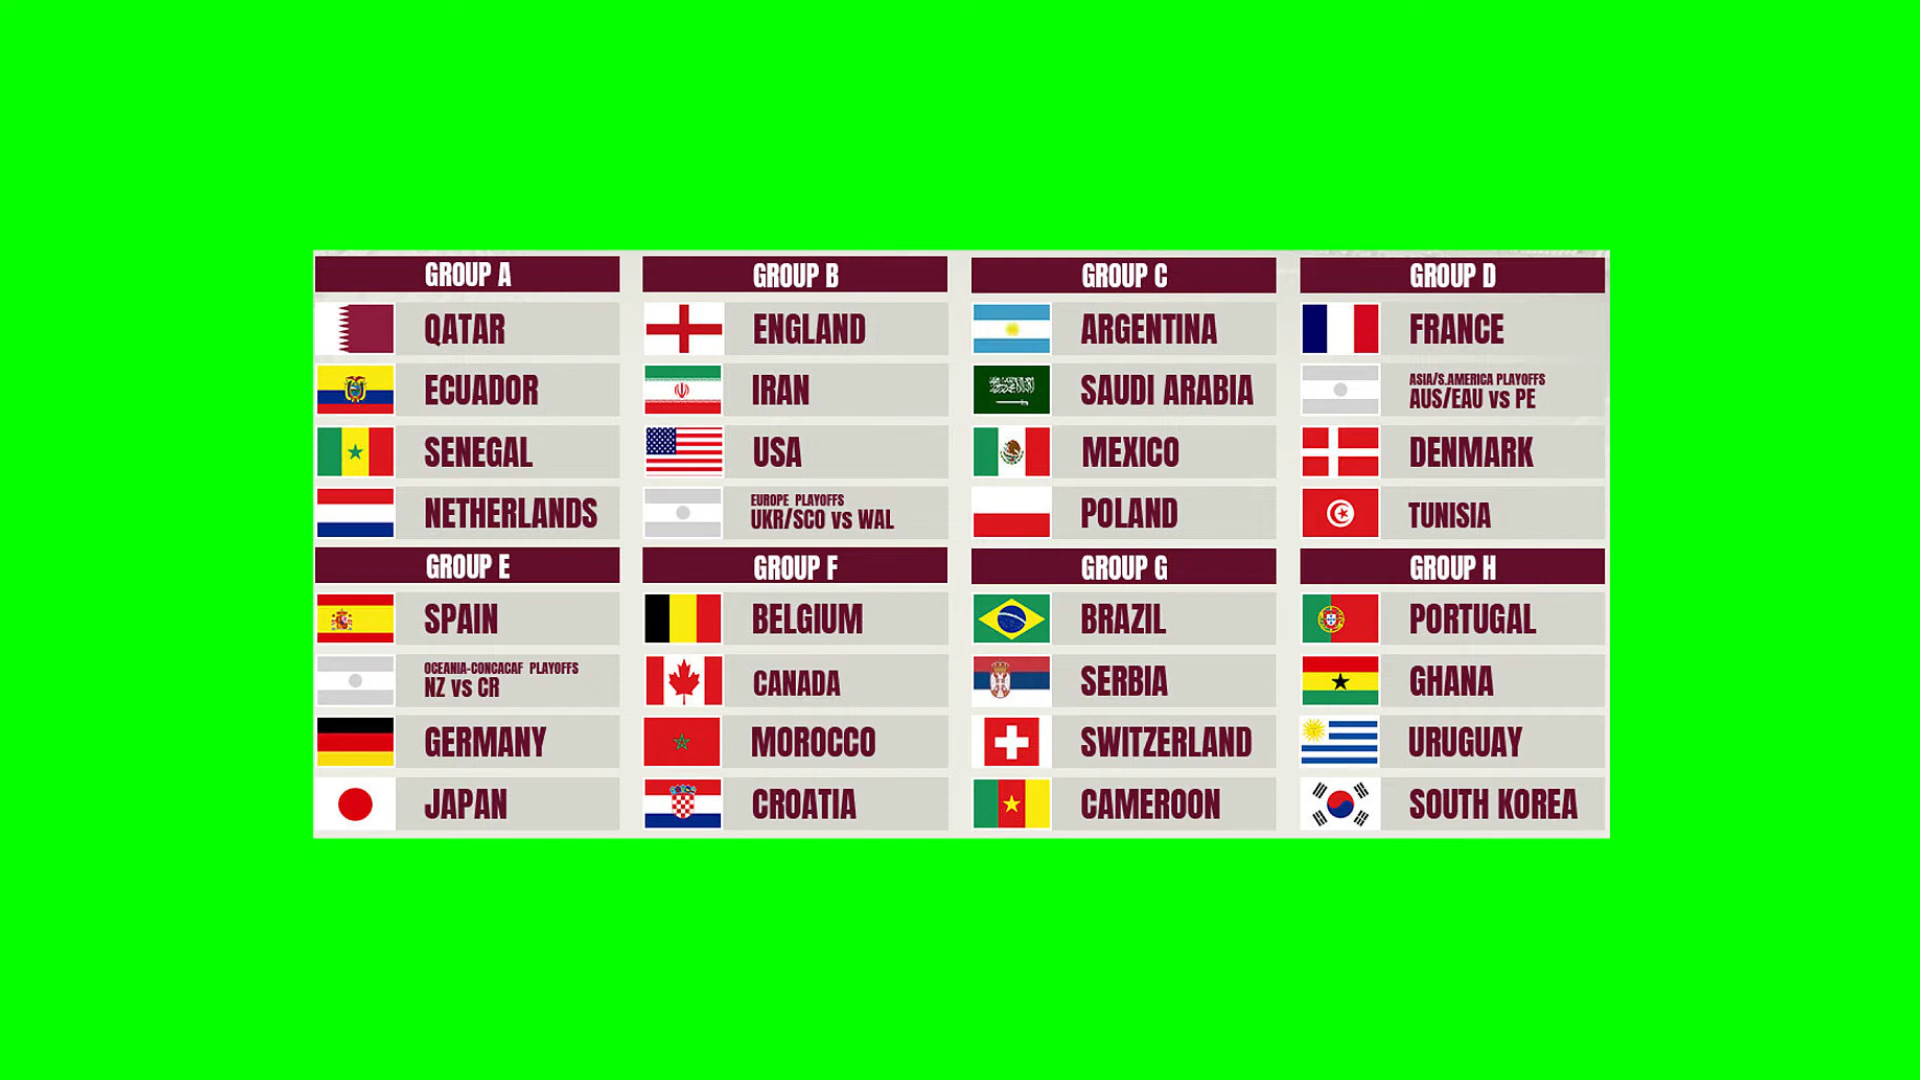 GROUP A
QATAR
ECUADOR
SENEGAL
NETHERLANDS
GROUP B
ENGLAND
IRAN
USA
EUROPE PLAYOFFS
UKR/SCO vs WAL
GROUP C
ARGENTINA
SAUDI ARABIA
MEXICO
POLAND
GROUP D
FRANCE
ASIA/S.AMERICA PLAYOFFS
AUS/EAU vs PE
DENMARK
TUNISIA
GROUP E
SPAIN
OCEANIA-CONCACAF PLAYOFFS
NZ vs CR
GERMANY
JAPAN
GROUP F
BELGIUM
CANADA
MOROCCO
CROATIA
GROUP G
BRAZIL
SERBIA
SWITZERLAND
CAMEROON
GROUP H
PORTUGAL
GHANA
URUGUAY
SOUTH KOREA